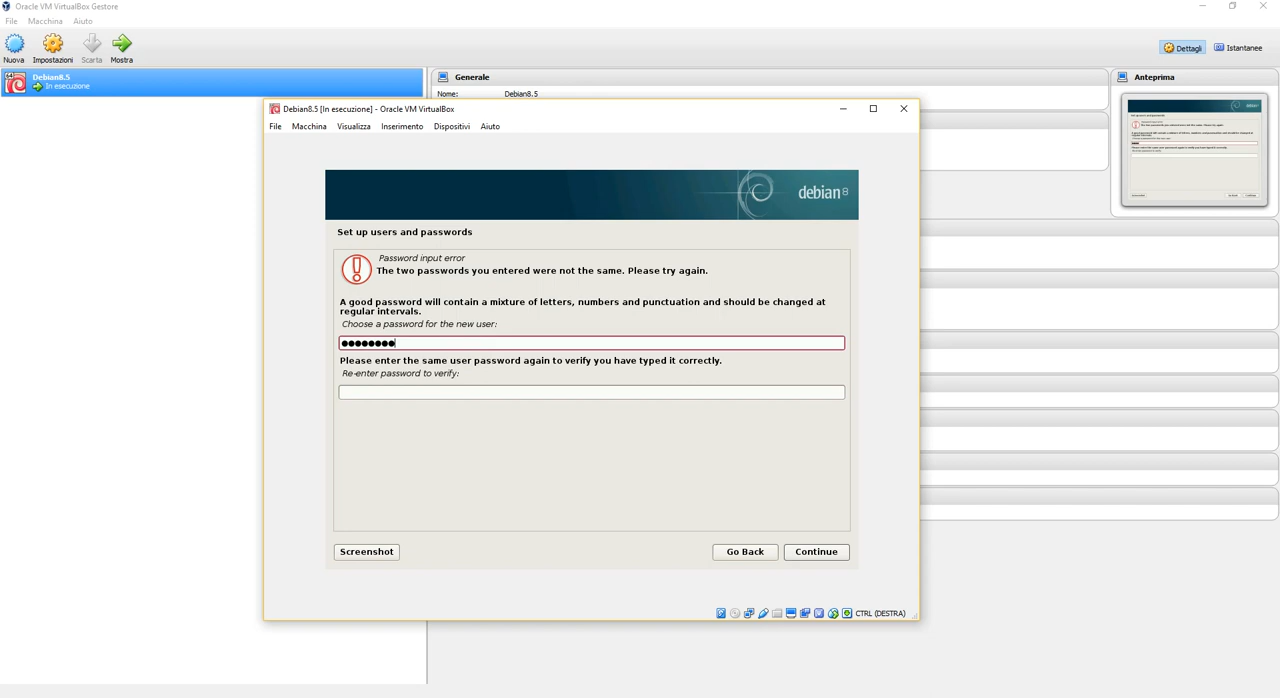 Oracle VM VirtualBox Gestore
File Macchina Aiuto
Nuova Impostazioni Scarta Mostra
Dettagli Istantanee
64 Debian8.5
In esecuzione
Generale
Nome: Debian8.5
Anteprima
Debian8.5 [In esecuzione] - Oracle VM VirtualBox
File Macchina Visualizza Inserimento Dispositivi Aiuto
debian 8
Set up users and passwords
Password input error
The two passwords you entered were not the same. Please try again.
A good password will contain a mixture of letters, numbers and punctuation and should be changed at
regular intervals.
Choose a password for the new user:
●●●●●●●●
Please enter the same user password again to verify you have typed it correctly.
Re-enter password to verify:
Screenshot Go Back Continue
CTRL (DESTRA)